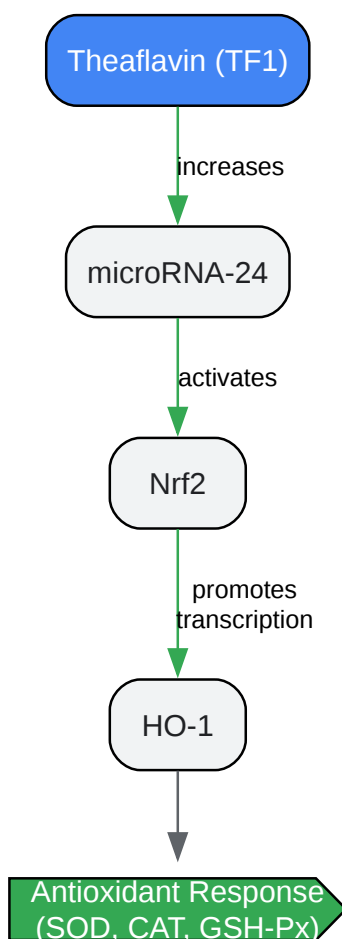 Theaflavin (TF1)
increases
microRNA-24
activates
Nrf2
promotes
transcription
HO-1
Antioxidant Response
(SOD, CAT, GSH-Px)